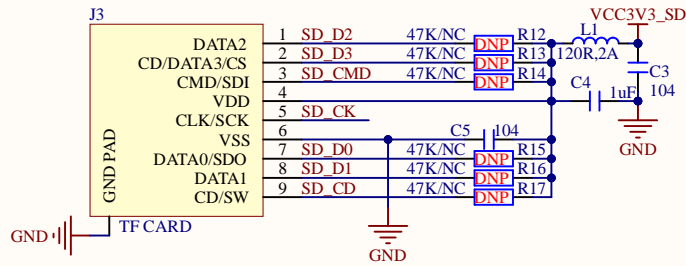 J3
VCC3V3_SD
DATA2 1 SD_D2 47K/NC DNP R12 L1
CD/DATA3/CS 2 SD_D3 47K/NC DNP R13 120R,2A
CMD/SDI 3 SD_CMD 47K/NC DNP R14 C4 C3
VDD 4 1uF 104
CLK/SCK 5 SD_CK
VSS 6 C5 104 GND
DATA0/SDO 7 SD_D0 47K/NC DNP R15
DATA1 8 SD_D1 47K/NC DNP R16
CD/SW 9 SD_CD 47K/NC DNP R17
GND PAD
TF CARD
GND
GND